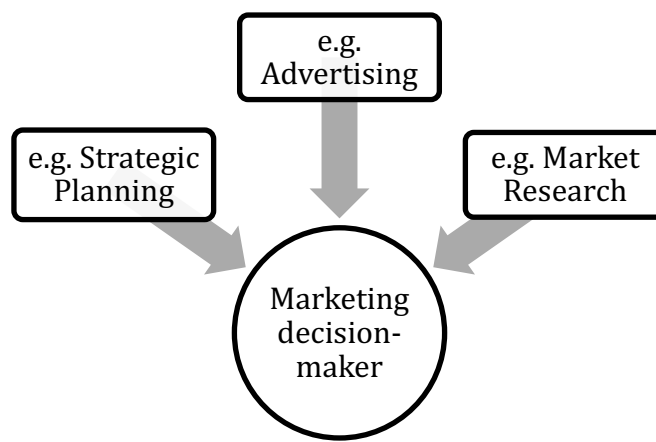 e.g.
Advertising
e.g. Strategic
Planning
e.g. Market
Research
Marketing
decision-
maker